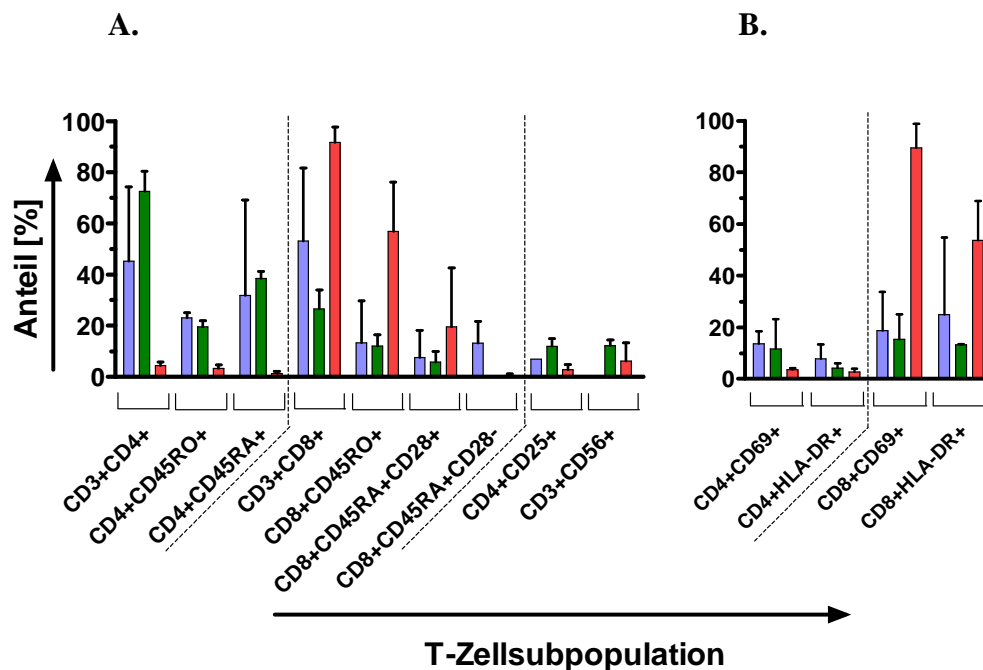 A.
B.
Anteil [%]
100
80
60
40
20
0
100
80
60
40
20
0
CD3+CD4+
CD4+CD45RO+
CD4+CD45RA+
CD3+CD8+
CD8+CD45RO+
CD8+CD45RA+CD28+
CD8+CD45RA+CD28-
CD4+CD25+
CD3+CD56+
CD4+CD69+
CD4+HLA-DR+
CD8+CD69+
CD8+HLA-DR+
T-Zellsubpopulation